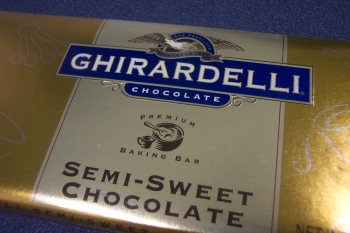 GHIRARDELLI
CHOCOLATE
PREMIUM
BAKING BAR
SEMI-SWEET
CHOCOLATE